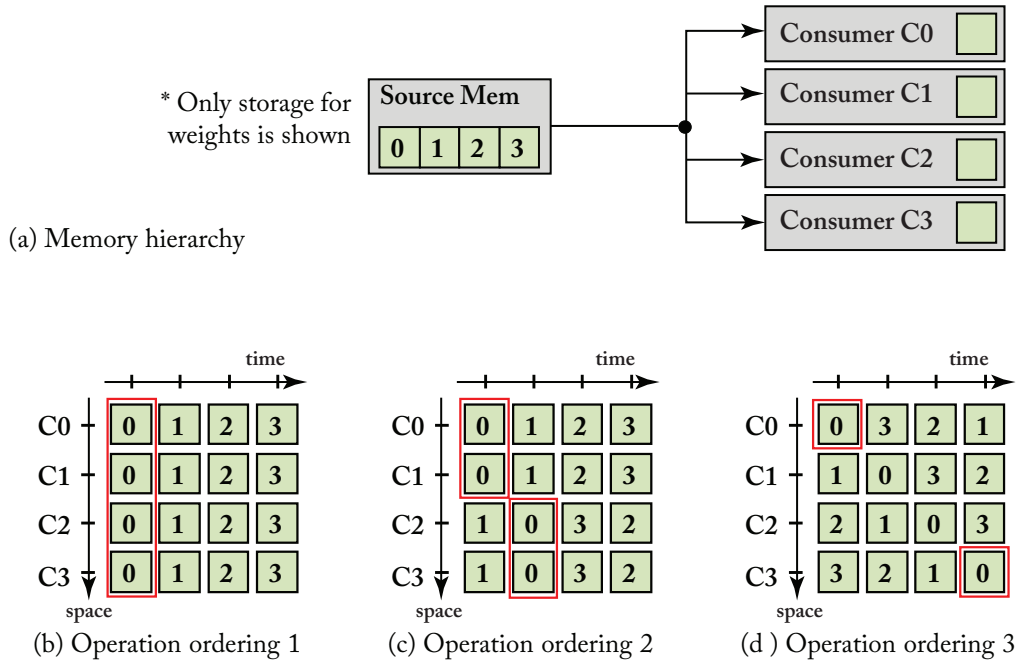 * Only storage for
weights is shown
Source Mem
0 1 2 3
Consumer C0
Consumer C1
Consumer C2
Consumer C3
(a) Memory hierarchy
time
C0 0 1 2 3
C1 0 1 2 3
C2 0 1 2 3
C3 0 1 2 3
space
(b) Operation ordering 1
time
C0 0 1 2 3
C1 0 1 2 3
C2 1 0 3 2
C3 1 0 3 2
space
(c) Operation ordering 2
time
C0 0 3 2 1
C1 1 0 3 2
C2 2 1 0 3
C3 3 2 1 0
space
(d ) Operation ordering 3